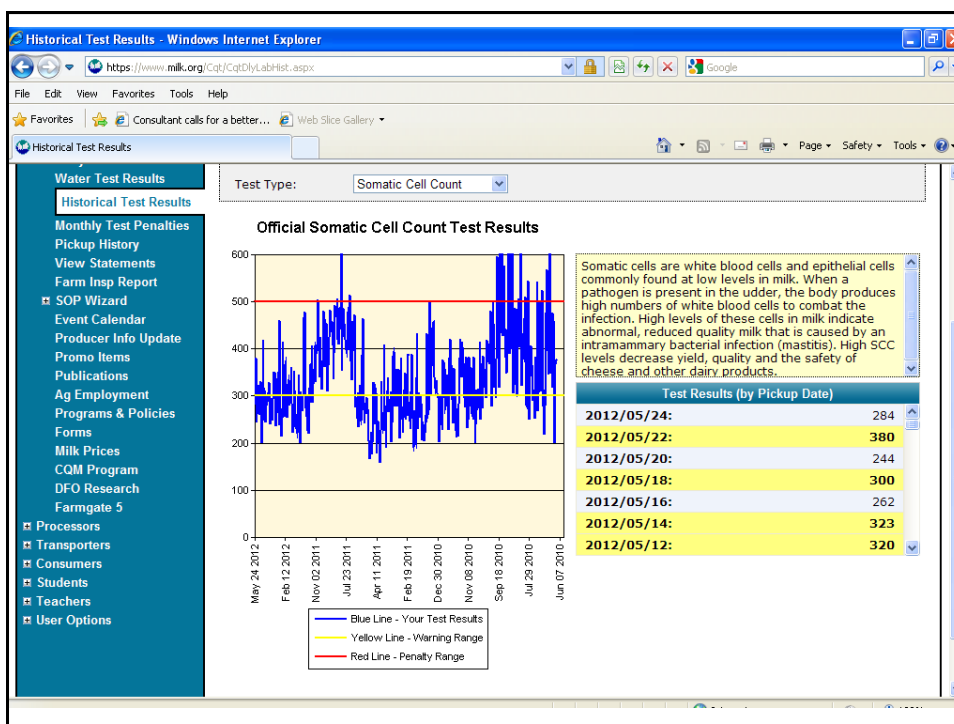 Historical Test Results - Windows Internet Explorer
https://www.milk.org/Cqt/CqtDlyLabHist.aspx
Google
File Edit View Favorites Tools Help
Favorites Consultant calls for a better... Web Slice Gallery
Historical Test Results
Page Safety Tools
Water Test Results
Historical Test Results
Monthly Test Penalties
Pickup History
View Statements
Farm Insp Report
SOP Wizard
Event Calendar
Producer Info Update
Promo Items
Publications
Ag Employment
Programs & Policies
Forms
Milk Prices
CQM Program
DFO Research
Farmgate 5
Processors
Transporters
Consumers
Students
Teachers
User Options
Test Type: Somatic Cell Count
Official Somatic Cell Count Test Results
600
500
400
300
200
100
0
May 24 2012
Feb 12 2012
Nov 02 2011
Jul 23 2011
Apr 11 2011
Feb 19 2011
Dec 30 2010
Nov 08 2010
Sep 18 2010
Jul 29 2010
Jun 07 2010
Blue Line - Your Test Results
Yellow Line - Warning Range
Red Line - Penalty Range
Somatic cells are white blood cells and epithelial cells
commonly found at low levels in milk. When a
pathogen is present in the udder, the body produces
high numbers of white blood cells to combat the
infection. High levels of these cells in milk indicate
abnormal, reduced quality milk that is caused by an
intramammary bacterial infection (mastitis). High SCC
levels decrease yield, quality and the safety of
cheese and other dairy products.
Test Results (by Pickup Date)
2012/05/24: 284
2012/05/22: 380
2012/05/20: 244
2012/05/18: 300
2012/05/16: 262
2012/05/14: 323
2012/05/12: 320